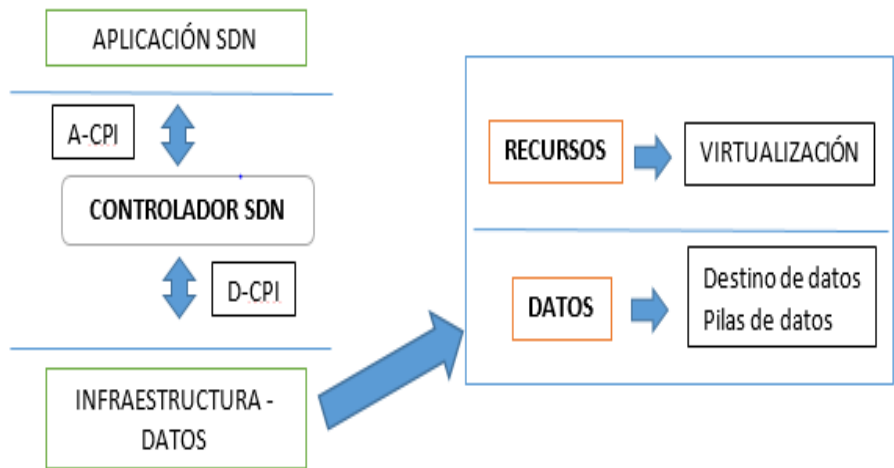 APLICACIÓN SDN
A-CPI
CONTROLADOR SDN
D-CPI
INFRAESTRUCTURA -
DATOS
RECURSOS
VIRTUALIZACIÓN
DATOS
Destino de datos
Pilas de datos